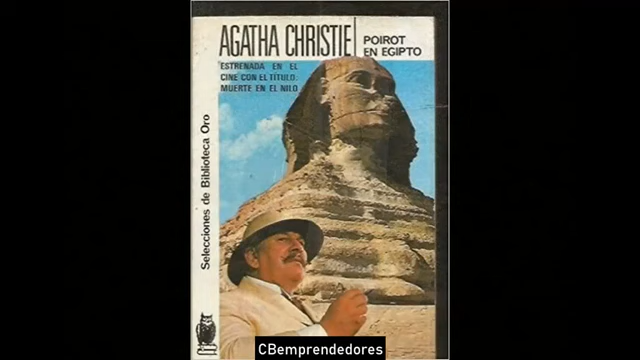 AGATHA CHRISTIE
POIROT
EN EGIPTO
ESTRENADA EN EL
CINE CON EL TÍTULO:
MUERTE EN EL NILO
Selecciones de Biblioteca Oro
CBemprendedores